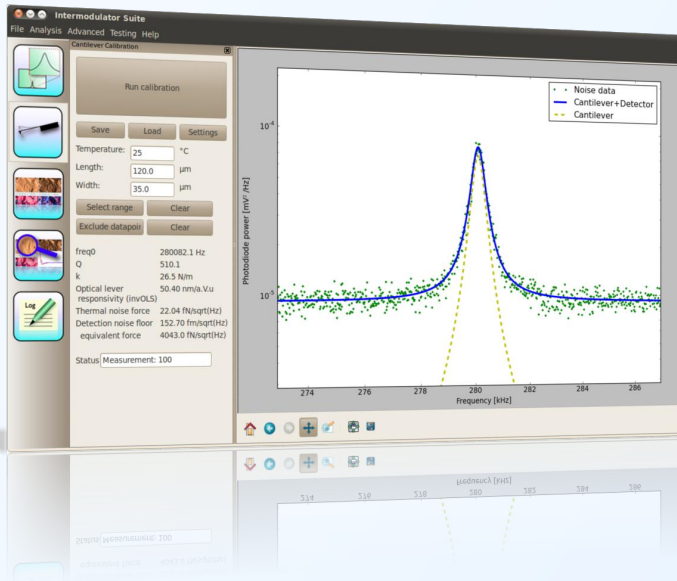 Intermodulator Suite
File Analysis Advanced Testing Help
Cantilever Calibration
Run calibration
Save Load Settings
Temperature: 25 °C
Length: 120.0 µm
Width: 35.0 µm
Select range Clear
Exclude datapoir Clear
freq0 280082.1 Hz
Q 510.1
k 26.5 N/m
Optical lever 50.40 nm/a.V.u
responsivity (invOLS)
Thermal noise force 22.04 fN/sqrt(Hz)
Detection noise floor 152.70 fm/sqrt(Hz)
equivalent force 4043.0 fN/sqrt(Hz)
Status Measurement: 100
Log
Noise data
Cantilever+Detector
Cantilever
Photodiode power [mV²/Hz]
10⁻⁴
10⁻⁵
274 276 278 280 282 284 286
Frequency [kHz]